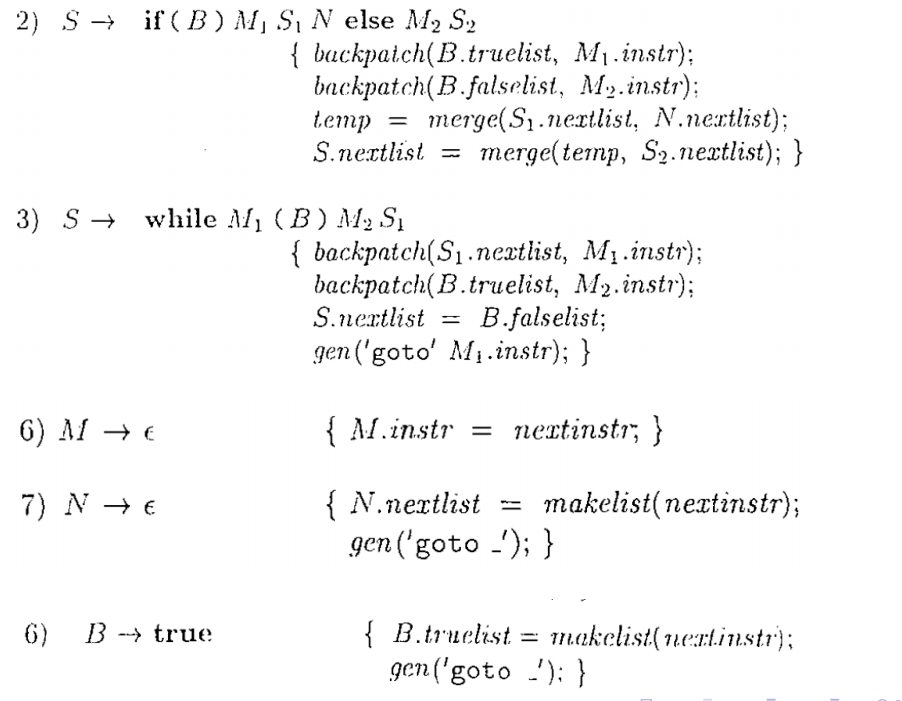 2) S → if ( B ) M₁ S₁ N else M₂ S₂
{ backpatch(B.truelist, M₁.instr);
backpatch(B.falselist, M₂.instr);
temp = merge(S₁.nextlist, N.nextlist);
S.nextlist = merge(temp, S₂.nextlist); }
3) S → while M₁ ( B ) M₂ S₁
{ backpatch(S₁.nextlist, M₁.instr);
backpatch(B.truelist, M₂.instr);
S.nextlist = B.falselist;
gen('goto' M₁.instr); }
6) M → ϵ { M.instr = nextinstr; }
7) N → ϵ { N.nextlist = makelist(nextinstr);
gen('goto _'); }
6) B → true { B.truelist = makelist(nextinstr);
gen('goto _'); }